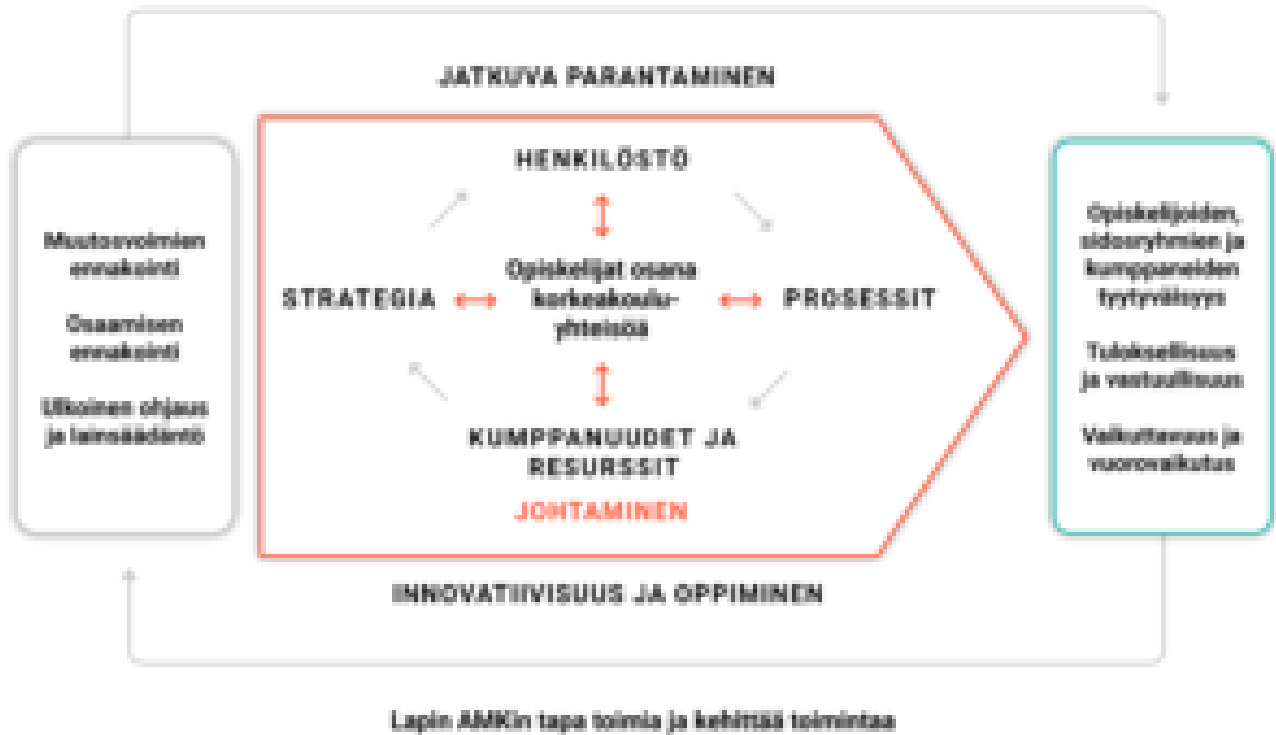 JATKUVA PARANTAMINEN
Muutosvoimien
ennakointi
Osaamisen
ennakointi
Ulkoinen ohjaus
ja lainsäädäntö
HENKILÖSTÖ
STRATEGIA
Opiskelijat osana
korkeakoulu-
yhteisöä
PROSESSIT
KUMPPANUUDET JA
RESURSSIT
JOHTAMINEN
Opiskelijoiden,
sidosryhmien ja
kumppaneiden
tyytyväisyys
Tuloksellisuus
ja vastuullisuus
Vaikuttavuus ja
vuorovaikutus
INNOVATIIVISUUS JA OPPIMINEN
Lapin AMKin tapa toimia ja kehittää toimintaa